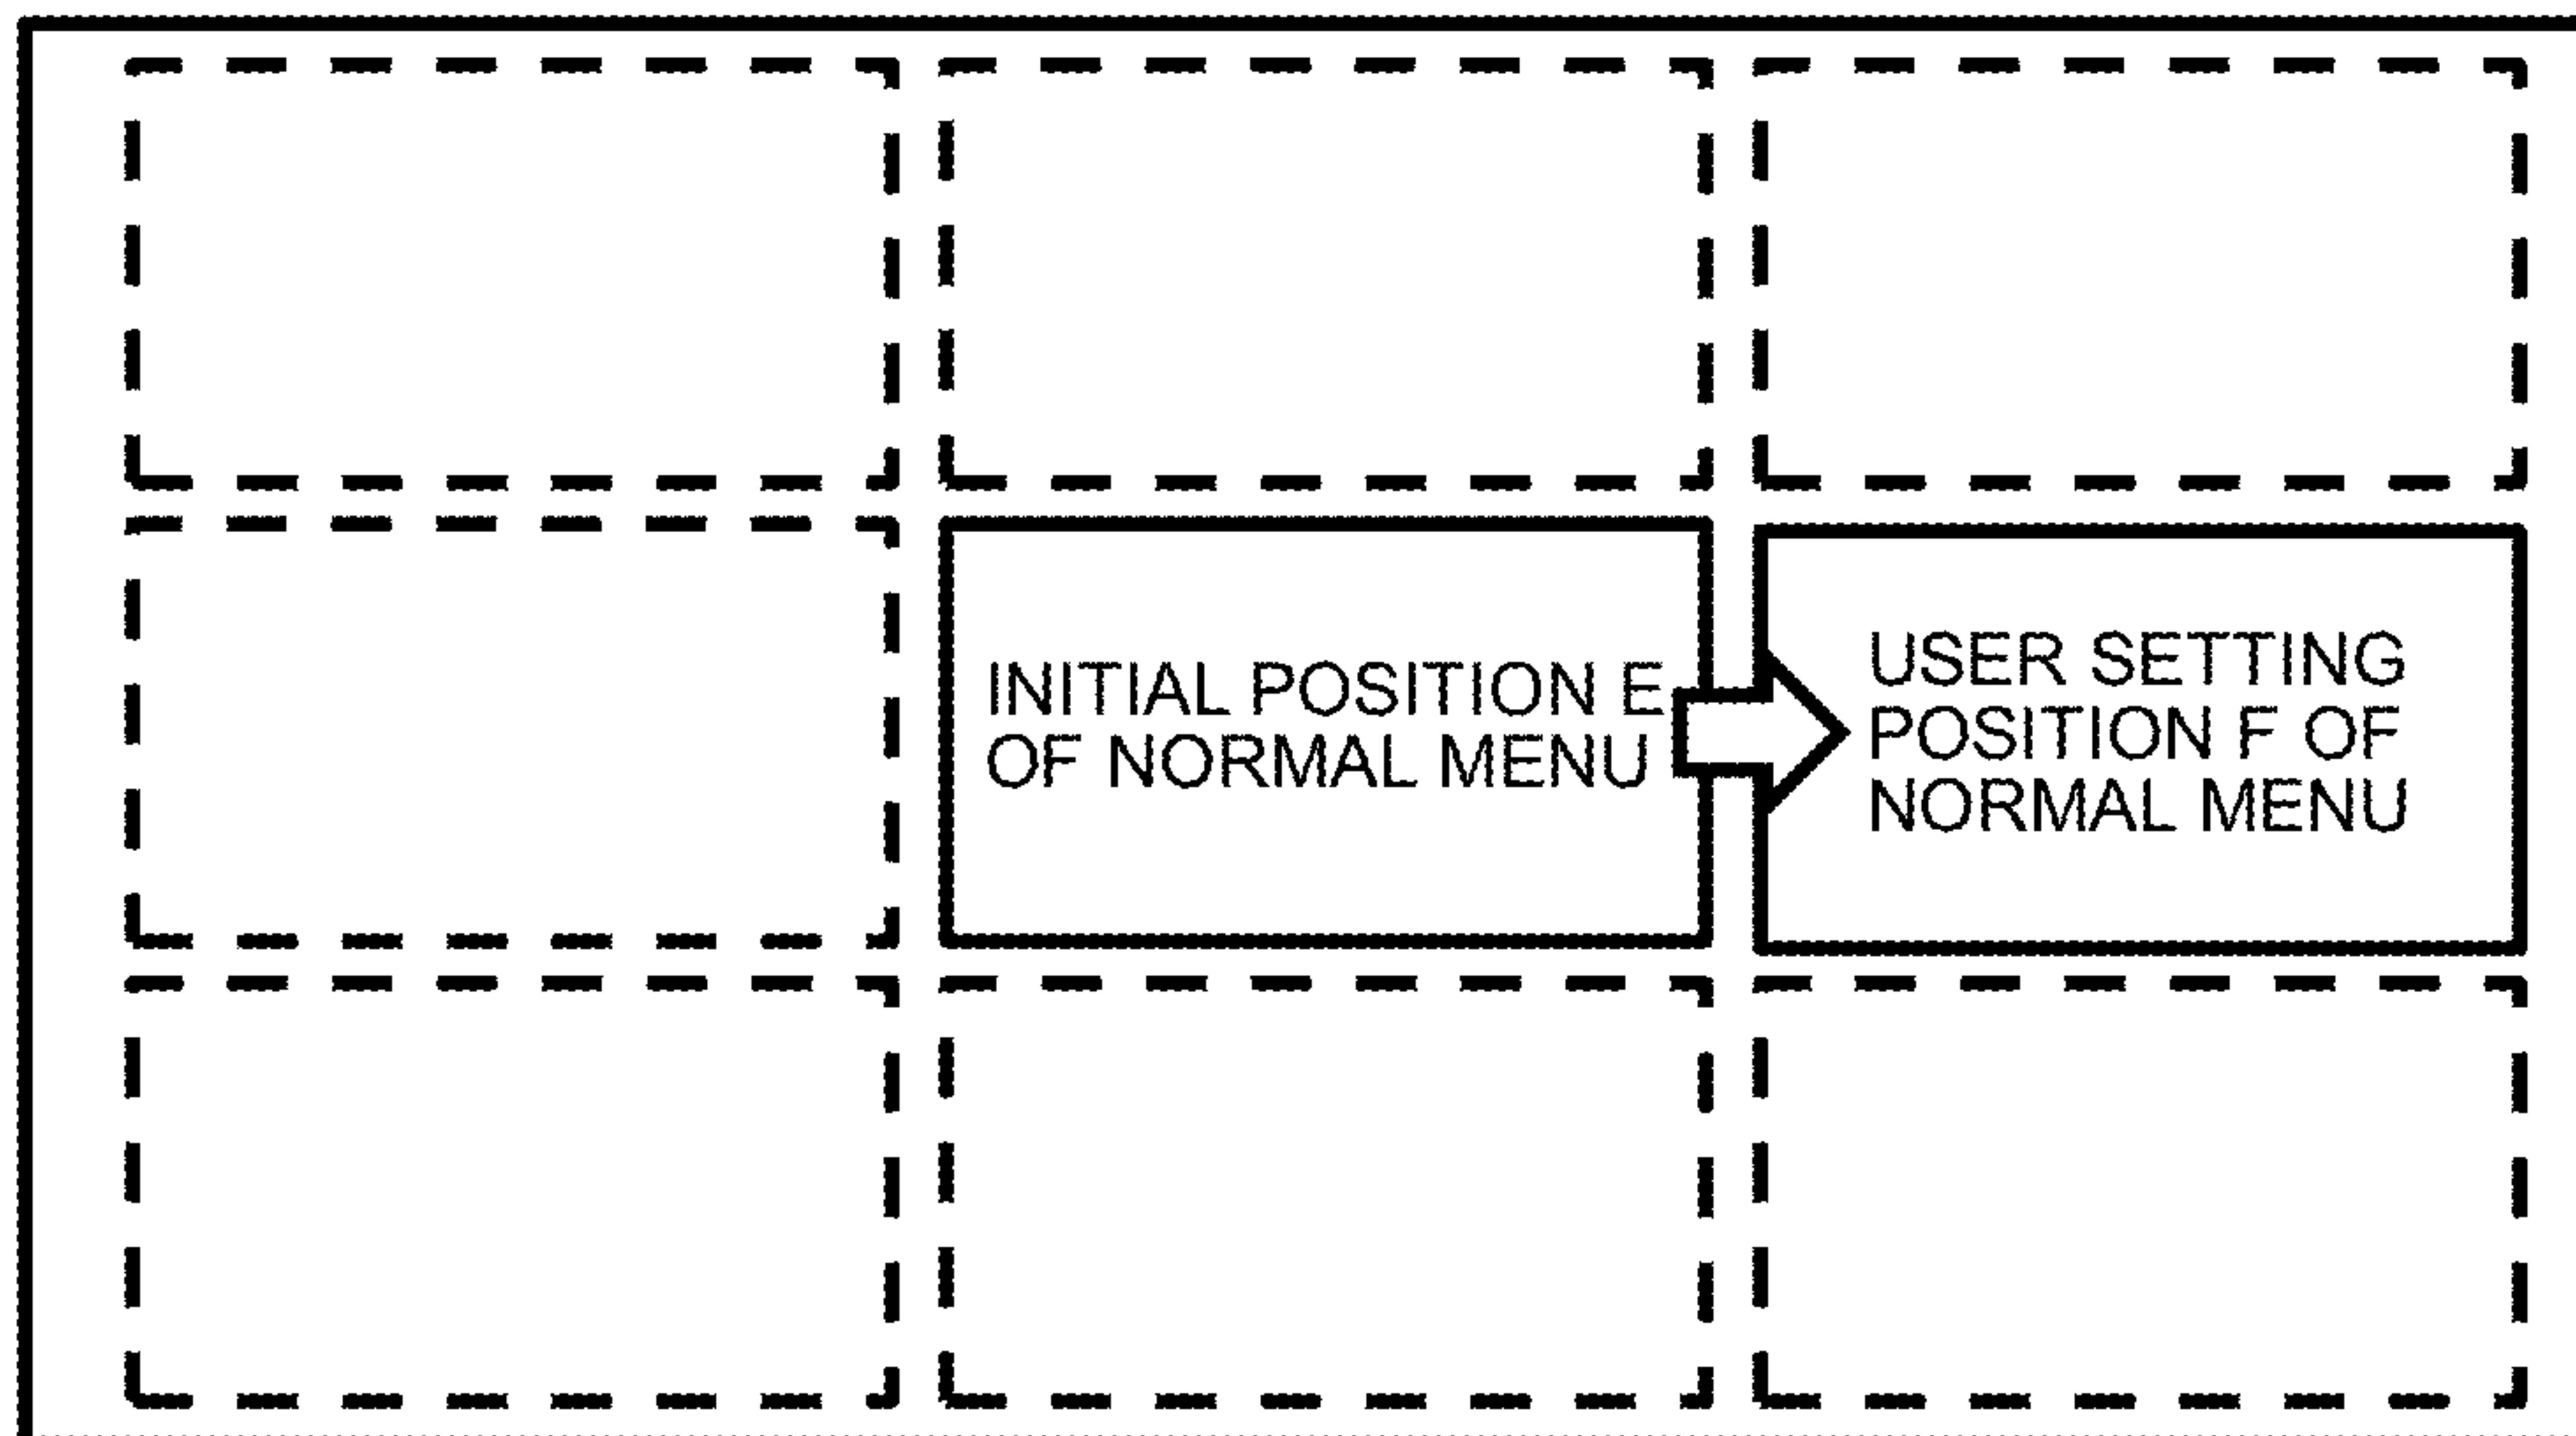 INITIAL POSITION E
OF NORMAL MENU
USER SETTING
POSITION F OF
NORMAL MENU